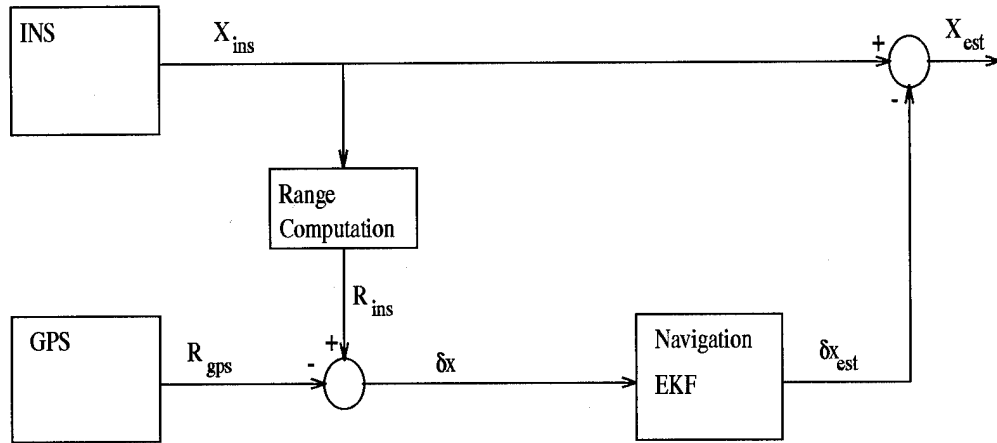 INS
X_ins
+
X_est
-
Range
Computation
R_ins
GPS
R_gps
+
-
δx
Navigation
EKF
δx_est